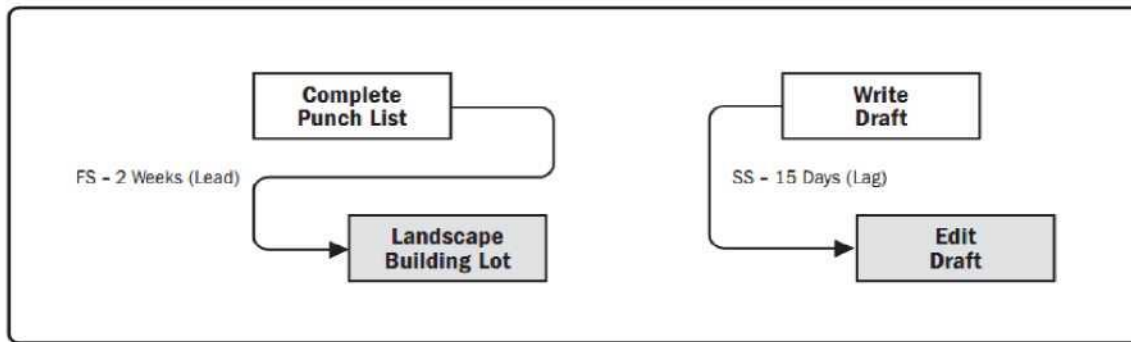 Complete
Punch List
FS – 2 Weeks (Lead)
Landscape
Building Lot
Write
Draft
SS – 15 Days (Lag)
Edit
Draft